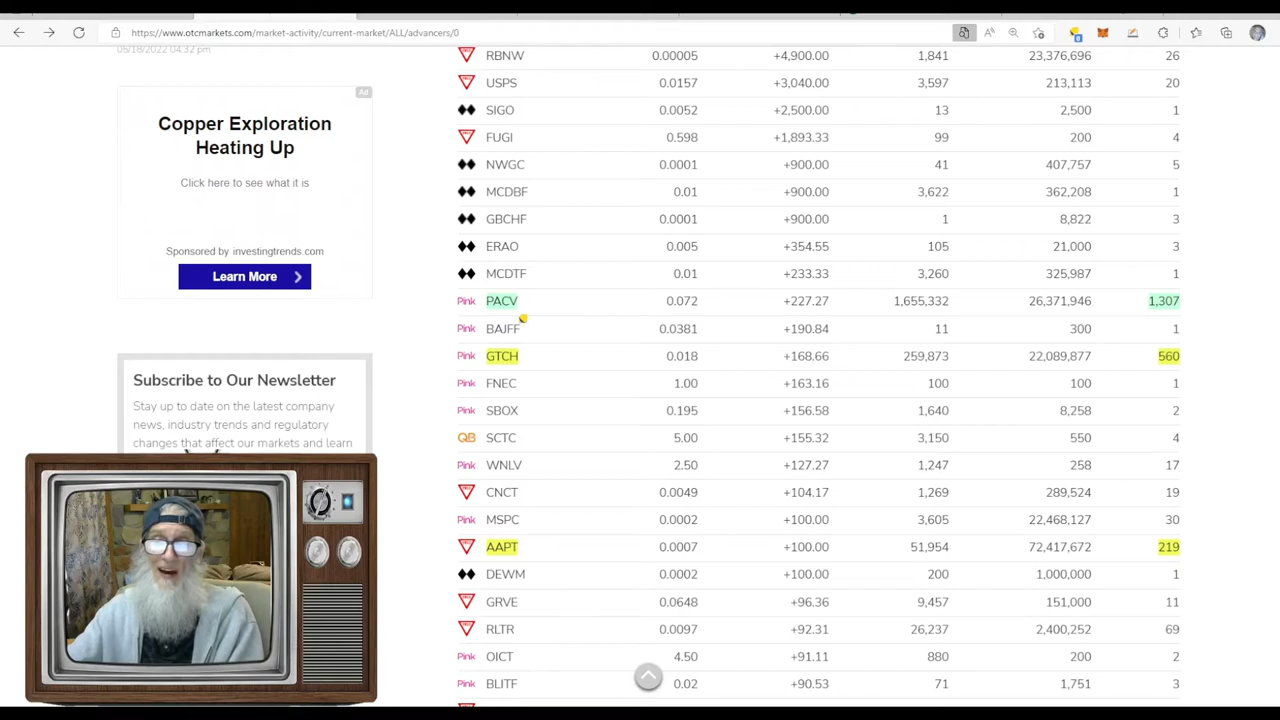 https://www.otcmarkets.com/market-activity/current-market/ALL/advancers/0
05/18/2022 04:32 pm
Ad
Copper Exploration
Heating Up
Click here to see what it is
Sponsored by investingtrends.com
Learn More
Subscribe to Our Newsletter
Stay up to date on the latest company
news, industry trends and regulatory
changes that affect our markets and learn
RBNW 0.00005 +4,900.00 1,841 23,376,696 26
USPS 0.0157 +3,040.00 3,597 213,113 20
SIGO 0.0052 +2,500.00 13 2,500 1
FUGI 0.598 +1,893.33 99 200 4
NWGC 0.0001 +900.00 41 407,757 5
MCDBF 0.01 +900.00 3,622 362,208 1
GBCHF 0.0001 +900.00 1 8,822 3
ERAO 0.005 +354.55 105 21,000 3
MCDTF 0.01 +233.33 3,260 325,987 1
Pink PACV 0.072 +227.27 1,655,332 26,371,946 1,307
Pink BAJFF 0.0381 +190.84 11 300 1
Pink GTCH 0.018 +168.66 259,873 22,089,877 560
Pink FNEC 1.00 +163.16 100 100 1
Pink SBOX 0.195 +156.58 1,640 8,258 2
QB SCTC 5.00 +155.32 3,150 550 4
Pink WNLV 2.50 +127.27 1,247 258 17
CNCT 0.0049 +104.17 1,269 289,524 19
Pink MSPC 0.0002 +100.00 3,605 22,468,127 30
AAPT 0.0007 +100.00 51,954 72,417,672 219
DEWM 0.0002 +100.00 200 1,000,000 1
GRVE 0.0648 +96.36 9,457 151,000 11
RLTR 0.0097 +92.31 26,237 2,400,252 69
Pink OICT 4.50 +91.11 880 200 2
Pink BLITF 0.02 +90.53 71 1,751 3